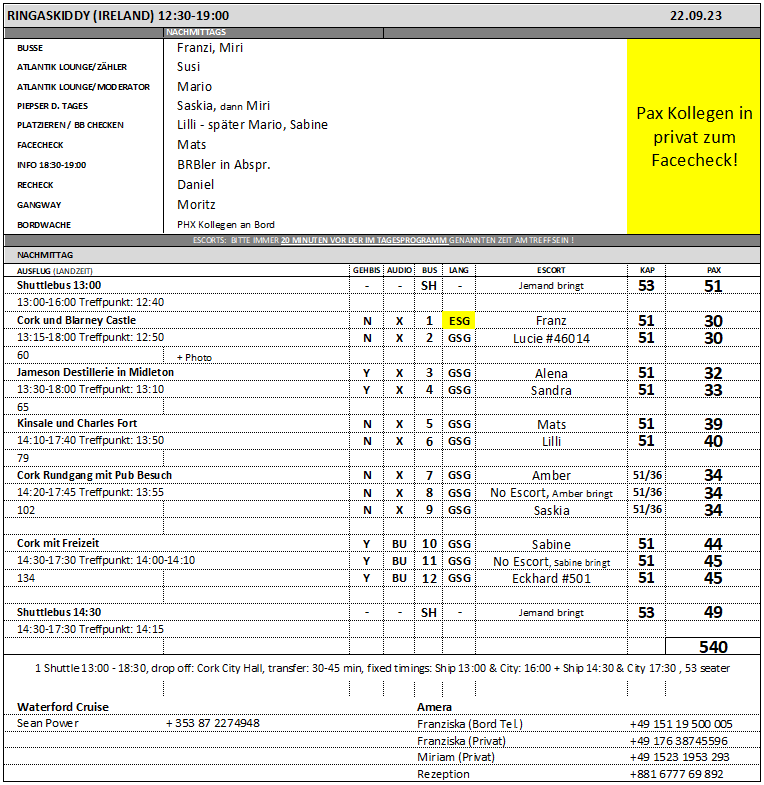 RINGASKIDDY (IRELAND) 12:30-19:00 22.09.23
NACHMITTAGS
BUSSE Franzi, Miri
ATLANTIK LOUNGE/ZÄHLER Susi
ATLANTIK LOUNGE/MODERATOR Mario
PIEPSER D. TAGES Saskia, dann Miri
PLATZIEREN / BB CHECKEN Lilli - später Mario, Sabine
FACECHECK Mats
INFO 18:30-19:00 BRBler in Abspr.
RECHECK Daniel
GANGWAY Moritz
BORDWACHE PHX Kollegen an Bord
Pax Kollegen in
privat zum
Facecheck!
ESCORTS: BITTE IMMER 20 MINUTEN VOR DER IM TAGESPROGRAMM GENANNTEN ZEIT AM TREFF SEIN !
NACHMITTAG
AUSFLUG (LANDZEIT) GEHBIS AUDIO BUS LANG ESCORT KAP PAX
Shuttlebus 13:00 - - SH - Jemand bringt 53 51
13:00-16:00 Treffpunkt: 12:40
Cork und Blarney Castle N X 1 ESG Franz 51 30
13:15-18:00 Treffpunkt: 12:50 N X 2 GSG Lucie #46014 51 30
60 + Photo
Jameson Destillerie in Midleton Y X 3 GSG Alena 51 32
13:30-18:00 Treffpunkt: 13:10 Y X 4 GSG Sandra 51 33
65
Kinsale und Charles Fort N X 5 GSG Mats 51 39
14:10-17:40 Treffpunkt: 13:50 N X 6 GSG Lilli 51 40
79
Cork Rundgang mit Pub Besuch N X 7 GSG Amber 51/36 34
14:20-17:45 Treffpunkt: 13:55 N X 8 GSG No Escort, Amber bringt 51/36 34
102 N X 9 GSG Saskia 51/36 34
Cork mit Freizeit Y BU 10 GSG Sabine 51 44
14:30-17:30 Treffpunkt: 14:00-14:10 Y BU 11 GSG No Escort, Sabine bringt 51 45
134 Y BU 12 GSG Eckhard #501 51 45
Shuttlebus 14:30 - - SH - Jemand bringt 53 49
14:30-17:30 Treffpunkt: 14:15
540
1 Shuttle 13:00 - 18:30, drop off: Cork City Hall, transfer: 30-45 min, fixed timings: Ship 13:00 & City: 16:00 + Ship 14:30 & City 17:30 , 53 seater
Waterford Cruise Amera
Sean Power + 353 87 2274948 Franziska (Bord Tel.) +49 151 19 500 005
Franziska (Privat) +49 176 38745596
Miriam (Privat) +49 1523 1953 293
Rezeption +881 6777 69 892